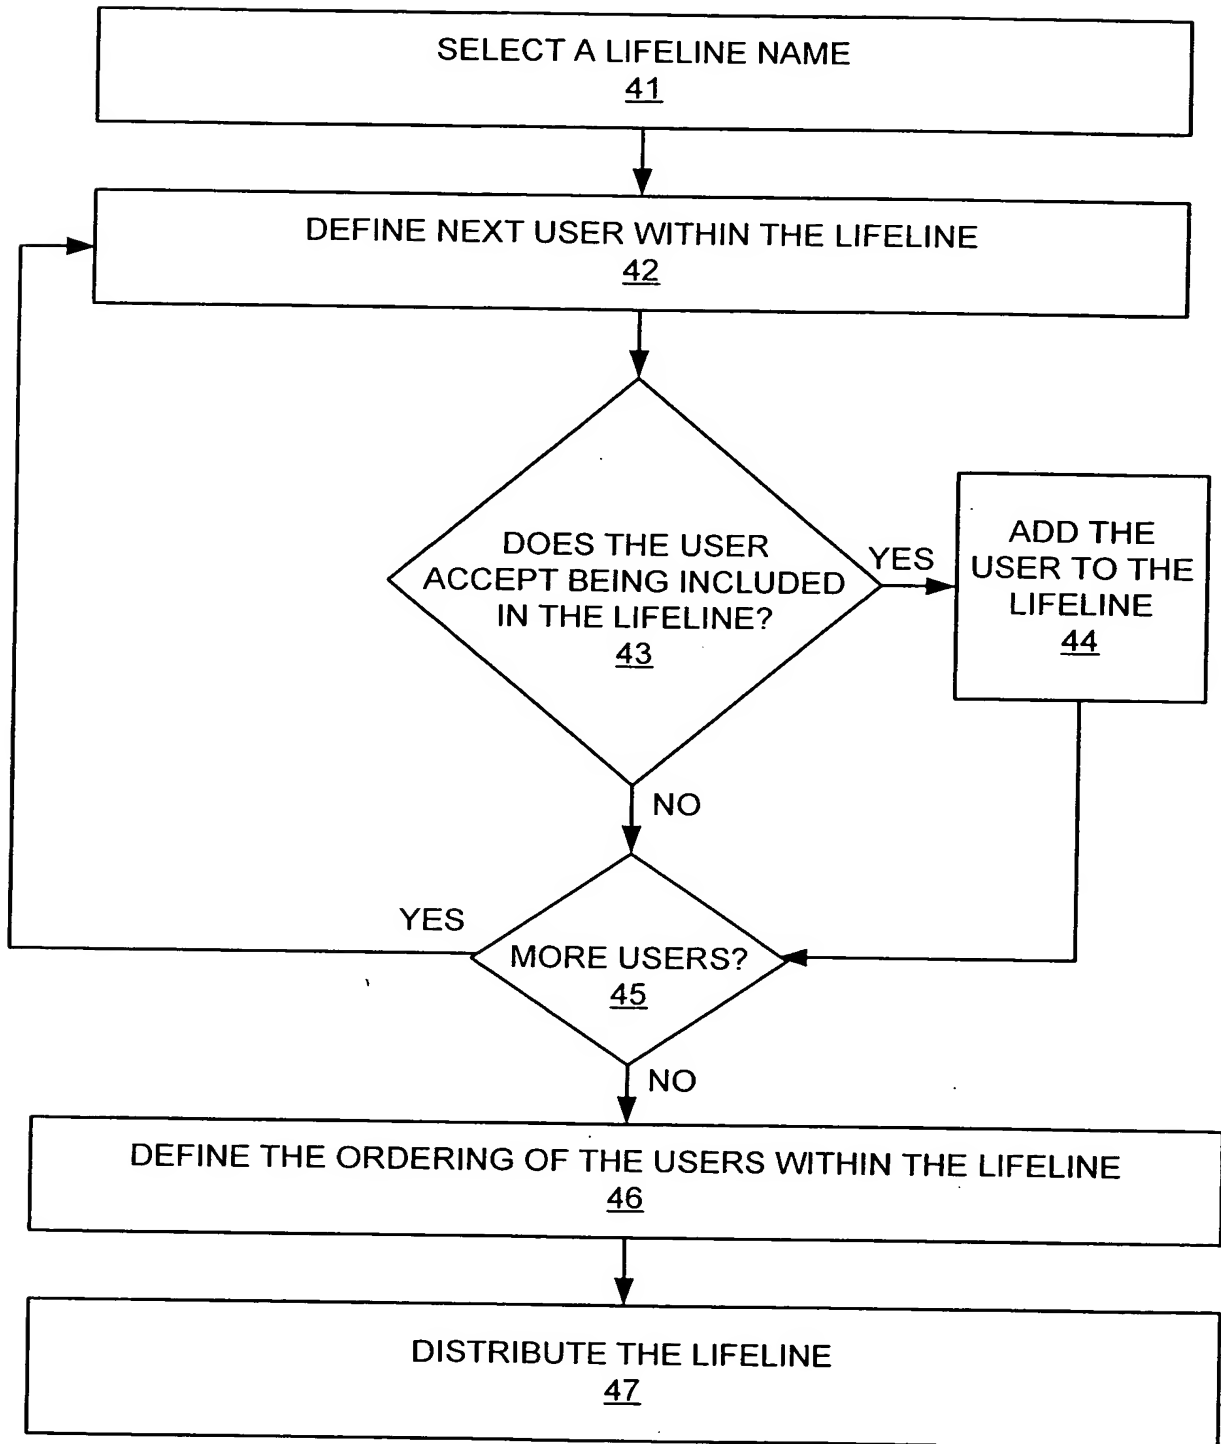 SELECT A LIFELINE NAME
41
DEFINE NEXT USER WITHIN THE LIFELINE
42
DOES THE USER
ACCEPT BEING INCLUDED
IN THE LIFELINE?
43
YES
ADD THE
USER TO THE
LIFELINE
44
NO
YES
MORE USERS?
45
NO
DEFINE THE ORDERING OF THE USERS WITHIN THE LIFELINE
46
DISTRIBUTE THE LIFELINE
47